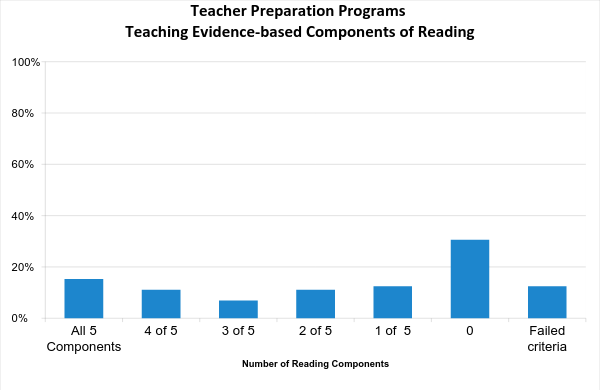 Teacher Preparation Programs
Teaching Evidence-based Components of Reading
100%
80%
60%
40%
20%
0%
All 5 Components
4 of 5
3 of 5
2 of 5
1 of  5
0
Failed criteria
Number of Reading Components